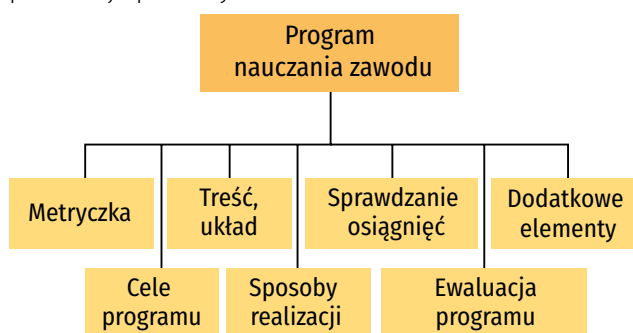 Program
nauczania zawodu
Metryczka
Treść,
układ
Sprawdzanie
osiągnięć
Dodatkowe
elementy
Cele
programu
Sposoby
realizacji
Ewaluacja
programu